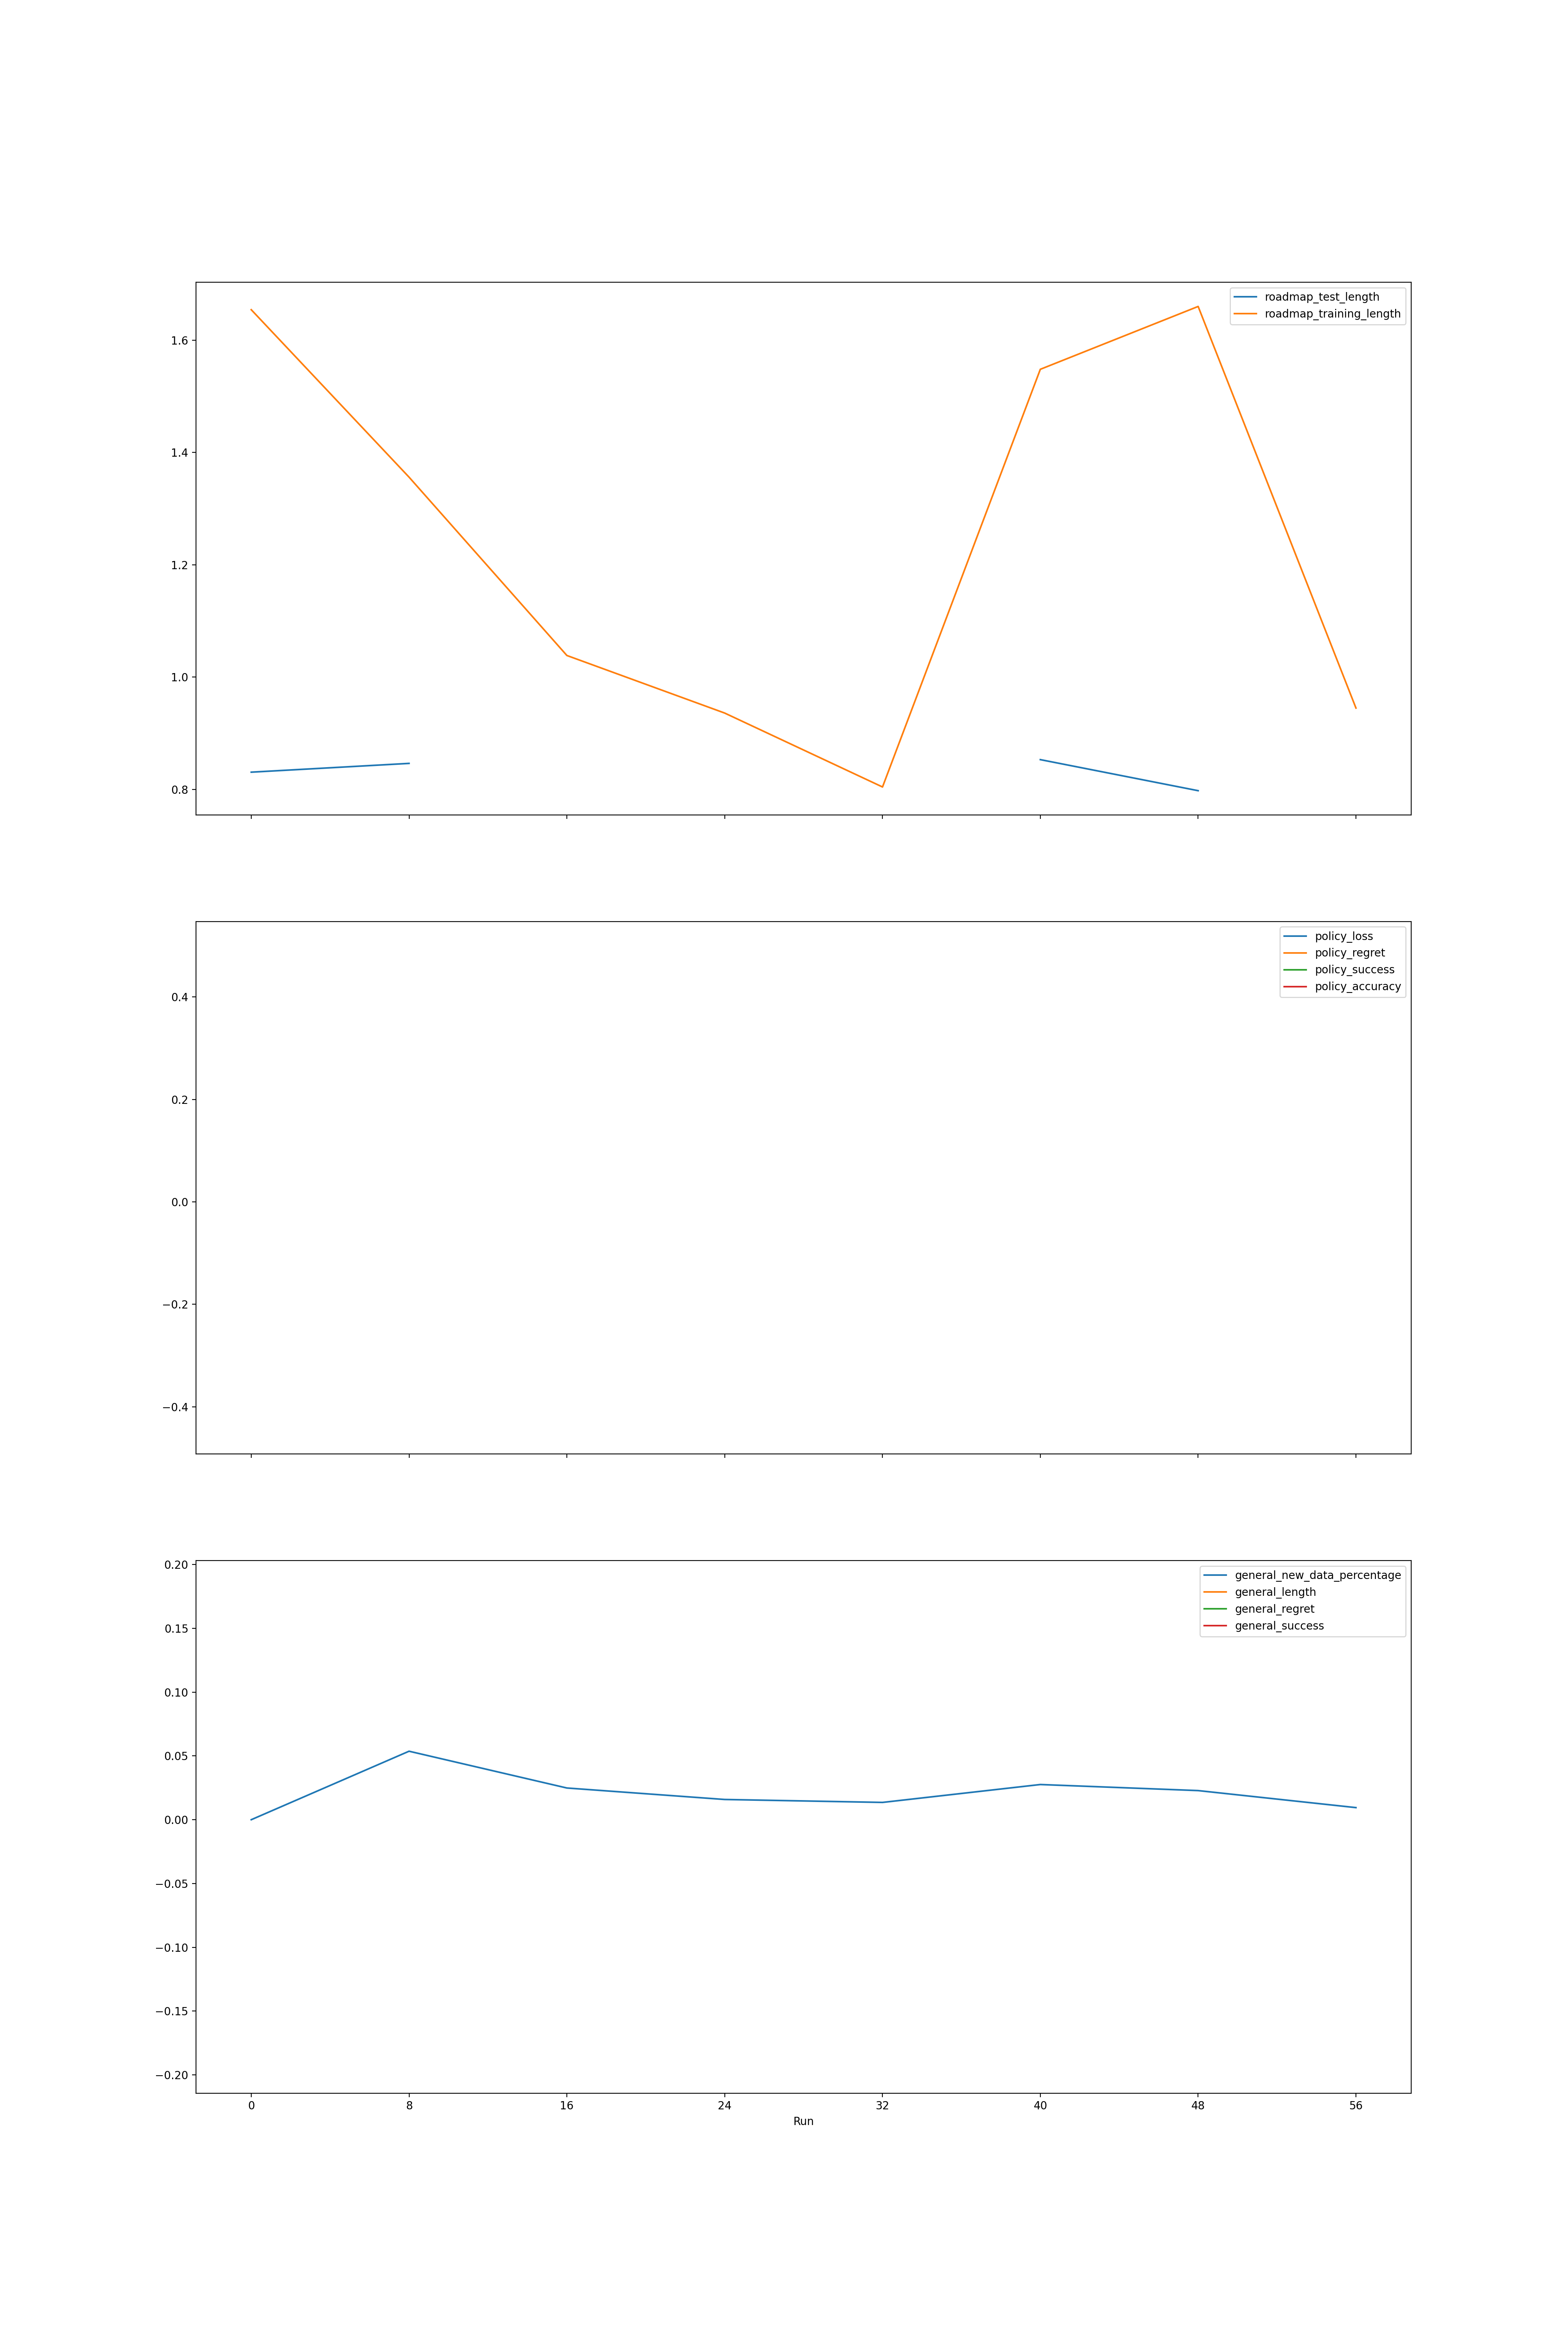 roadmap_test_length
roadmap_training_length
1.6
1.4
1.2
1.0
0.8
policy_loss
policy_regret
policy_success
policy_accuracy
0.4
0.2
0.0
−0.2
−0.4
general_new_data_percentage
general_length
general_regret
general_success
0.20
0.15
0.10
0.05
0.00
−0.05
−0.10
−0.15
−0.20
0 8 16 24 32 40 48 56
Run